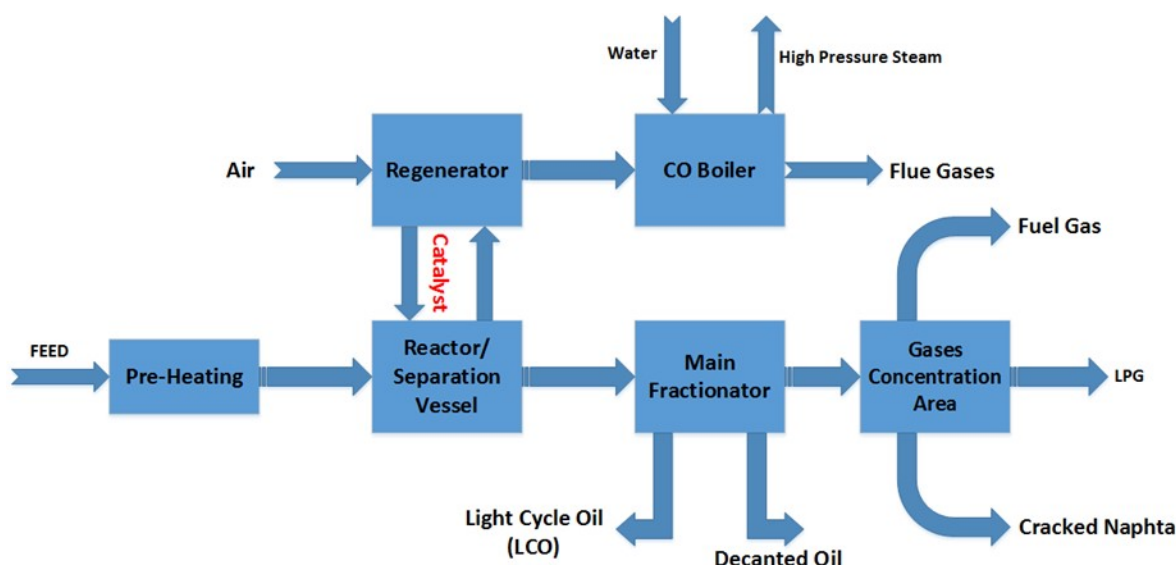 Water
High Pressure Steam
Air
Regenerator
CO Boiler
Flue Gases
Catalyst
Fuel Gas
FEED
Pre-Heating
Reactor/
Separation
Vessel
Main
Fractionator
Gases
Concentration
Area
LPG
Light Cycle Oil
(LCO)
Decanted Oil
Cracked Naphta